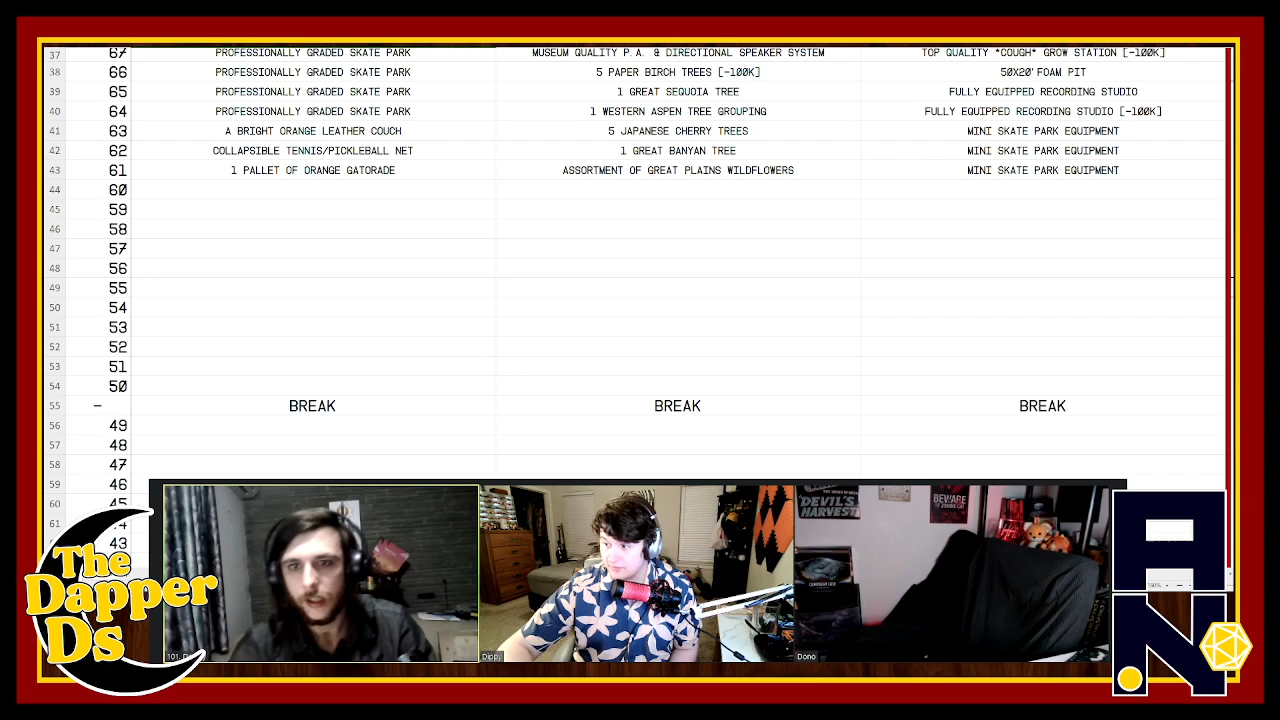 37 67 PROFESSIONALLY GRADED SKATE PARK MUSEUM QUALITY P.A. & DIRECTIONAL SPEAKER SYSTEM TOP QUALITY *COUGH* GROW STATION [-100K]
38 66 PROFESSIONALLY GRADED SKATE PARK 5 PAPER BIRCH TREES [-100K] 50X20' FOAM PIT
39 65 PROFESSIONALLY GRADED SKATE PARK 1 GREAT SEQUOIA TREE FULLY EQUIPPED RECORDING STUDIO
40 64 PROFESSIONALLY GRADED SKATE PARK 1 WESTERN ASPEN TREE GROUPING FULLY EQUIPPED RECORDING STUDIO [-100K]
41 63 A BRIGHT ORANGE LEATHER COUCH 5 JAPANESE CHERRY TREES MINI SKATE PARK EQUIPMENT
42 62 COLLAPSIBLE TENNIS/PICKLEBALL NET 1 GREAT BANYAN TREE MINI SKATE PARK EQUIPMENT
43 61 1 PALLET OF ORANGE GATORADE ASSORTMENT OF GREAT PLAINS WILDFLOWERS MINI SKATE PARK EQUIPMENT
44 60
45 59
46 58
47 57
48 56
49 55
50 54
51 53
52 52
53 51
54 50
55 - BREAK BREAK BREAK
56 49
57 48
58 47
59 46
60 45
61 44
43
The
Dapper
Ds
Dippy
Dono
DEVIL'S
HARVEST
BEWARE
160%
A
N